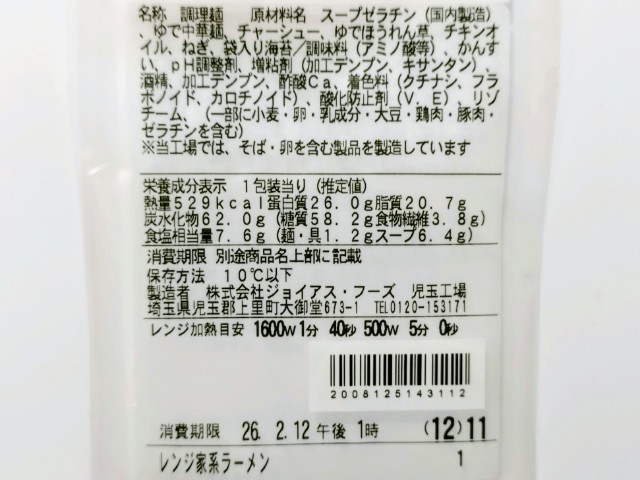 名称 調理麺 原材料名 スープゼラチン(国内製造)
、ゆで中華麺、チャーシュー、ゆでほうれん草、チキンオ
イル、ねぎ、袋入り海苔/調味料(アミノ酸等)、かんす
い、pH調整剤、増粘剤(加工デンプン、キサンタン)、
酒精、加工デンプン、酢酸Ca、着色料(クチナシ、フラ
ボノイド、カロチノイド)、酸化防止剤(V.E)、リゾ
チーム、(一部に小麦・卵・乳成分・大豆・鶏肉・豚肉・
ゼラチンを含む)
※当工場では、そば・卵を含む製品を製造しています
栄養成分表示 1包装当り(推定値)
熱量529kcal蛋白質26.0g脂質20.7g
炭水化物62.0g(糖質58.2g食物繊維3.8g)
食塩相当量7.6g(麺・具1.2gスープ6.4g)
消費期限 別途商品名上部に記載
保存方法 10℃以下
製造者 株式会社ジョイアス・フーズ 児玉工場
埼玉県児玉郡上里町大御堂673-1 TEL0120-153171
レンジ加熱目安 1600W 1分 40秒 500W 5分 0秒
2008125143112
消費期限 26. 2.12 午後 1時 (12)11
レンジ家系ラーメン 1